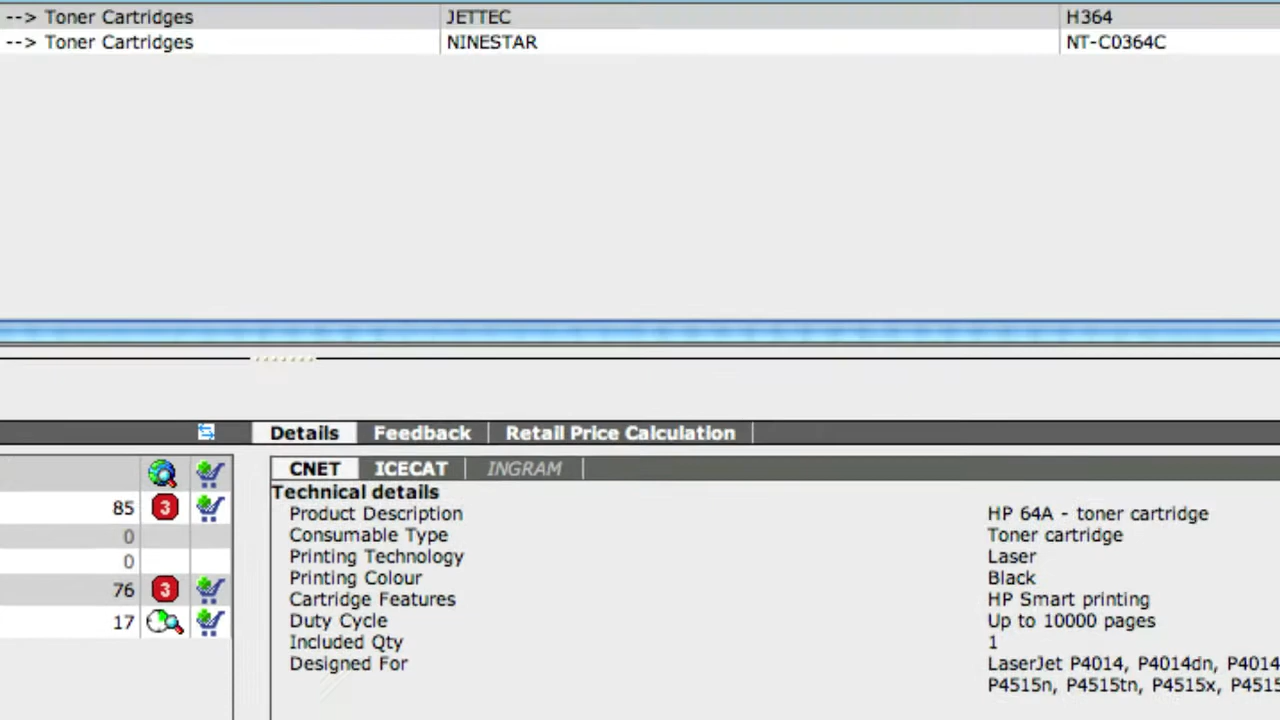 --> Toner Cartridges JETTEC H364
--> Toner Cartridges NINESTAR NT-C0364C
Details Feedback Retail Price Calculation
CNET ICECAT INGRAM
Technical details
85 3
0
0
76 3
17
Product Description HP 64A - toner cartridge
Consumable Type Toner cartridge
Printing Technology Laser
Printing Colour Black
Cartridge Features HP Smart printing
Duty Cycle Up to 10000 pages
Included Qty 1
Designed For LaserJet P4014, P4014dn, P4014
P4515n, P4515tn, P4515x, P4515